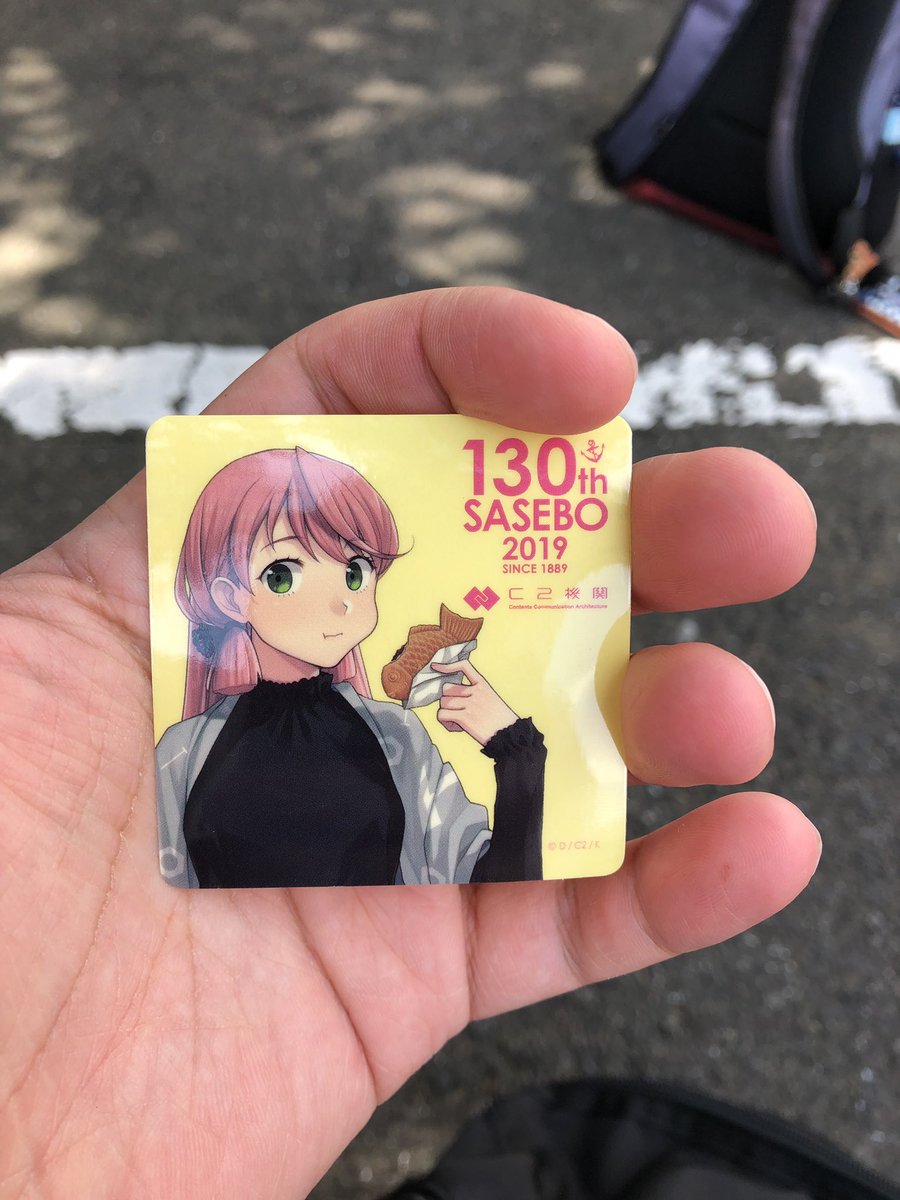 130th
SASEBO
2019
SINCE 1889
C2機関
Contents Communication Architecture
© D / C2 / K